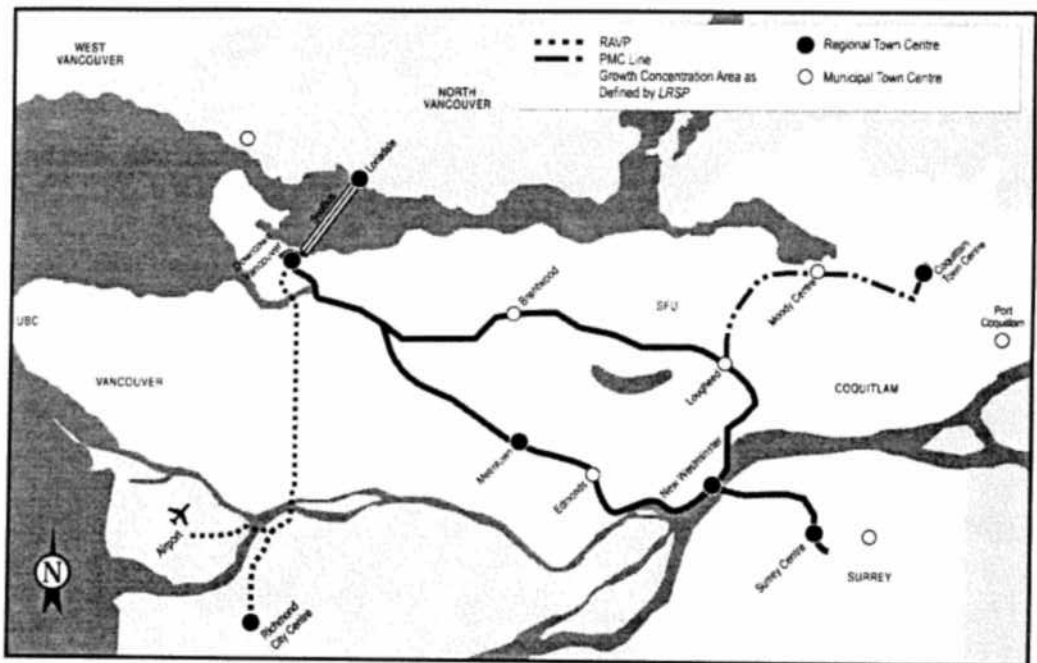 WEST
VANCOUVER
NORTH
VANCOUVER
RAVP
PMC Line
Growth Concentration Area as
Defined by LRSP
Regional Town Centre
Municipal Town Centre
Lonsdale
SeaBus
Downtown
Vancouver
Brentwood
SFU
Moody Centre
Coquitlam
Town Centre
Port
Coquitlam
UBC
VANCOUVER
Lougheed
COQUITLAM
Metrotown
Edmonds
New Westminster
Airport
Surrey Centre
SURREY
Richmond
City Centre
N